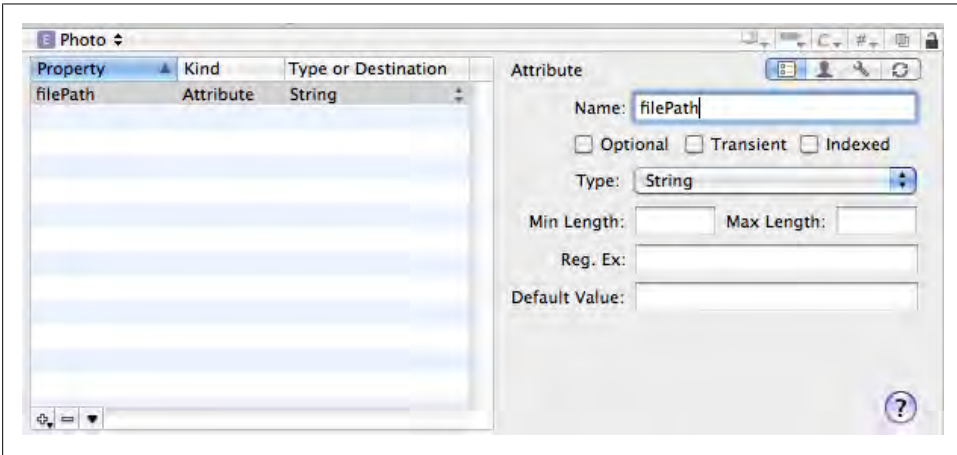 E Photo
C #
Property Kind Type or Destination
filePath Attribute String
Attribute
Name: filePath
Optional Transient Indexed
Type: String
Min Length: Max Length:
Reg. Ex:
Default Value:
?